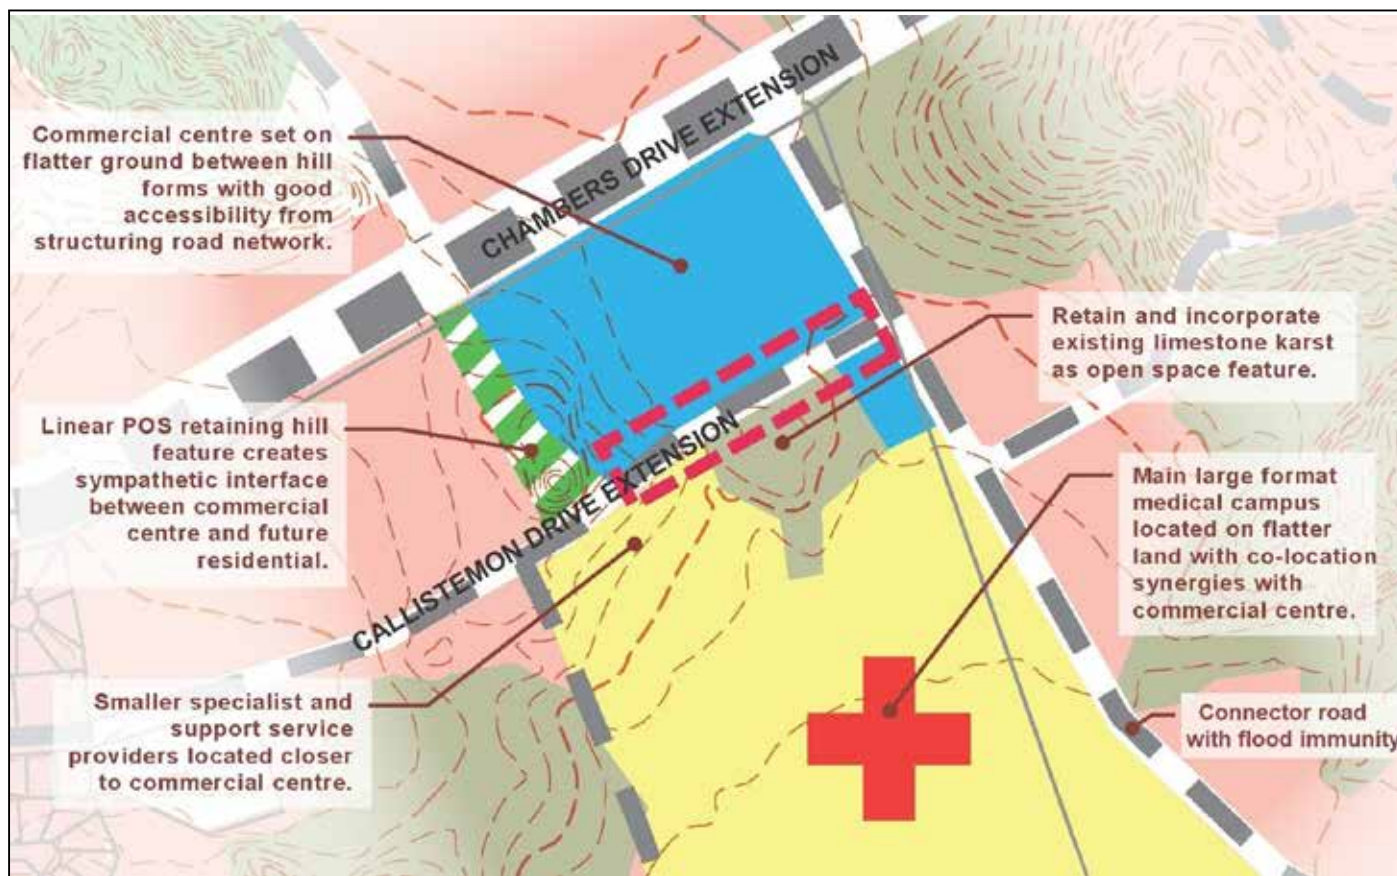 CHAMBERS DRIVE EXTENSION
Commercial centre set on
flatter ground between hill
forms with good
accessibility from
structuring road network.
Retain and incorporate
existing limestone karst
as open space feature.
Linear POS retaining hill
feature creates
sympathetic interface
between commercial
centre and future
residential.
CALLISTEMON DRIVE EXTENSION
Main large format
medical campus
located on flatter
land with co-location
synergies with
commercial centre.
Smaller specialist and
support service
providers located closer
to commercial centre.
Connector road
with flood immunity